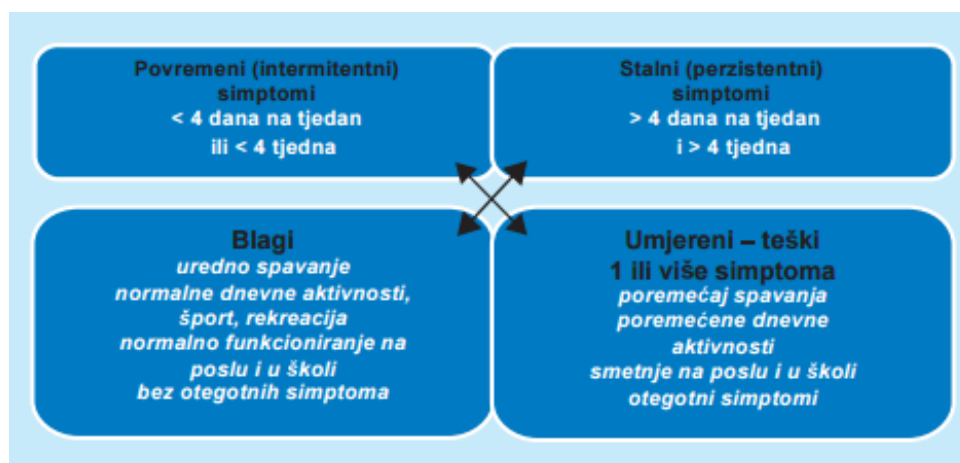 Povremeni (intermitentni)
simptomi
< 4 dana na tjedan
ili < 4 tjedna
Stalni (perzistentni)
simptomi
> 4 dana na tjedan
i > 4 tjedna
Blagi
uredno spavanje
normalne dnevne aktivnosti,
šport, rekreacija
normalno funkcioniranje na
poslu i u školi
bez otegotnih simptoma
Umjereni – teški
1 ili više simptoma
poremećaj spavanja
poremećene dnevne
aktivnosti
smetnje na poslu i u školi
otegotni simptomi